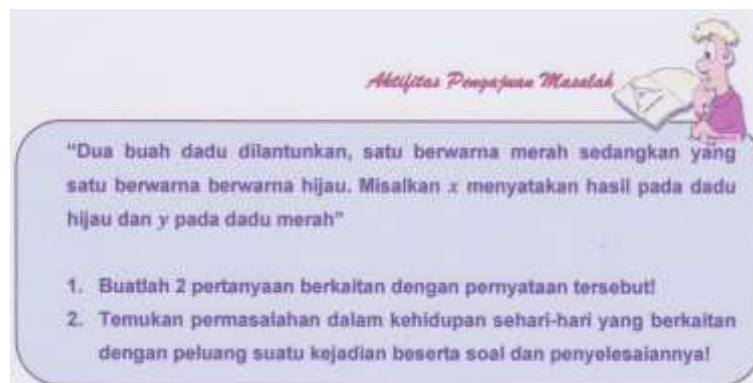 Aktifitas Pengajuan Masalah
"Dua buah dadu dilantunkan, satu berwarna merah sedangkan yang
satu berwarna berwarna hijau. Misalkan x menyatakan hasil pada dadu
hijau dan y pada dadu merah"
1. Buatlah 2 pertanyaan berkaitan dengan pernyataan tersebut!
2. Temukan permasalahan dalam kehidupan sehari-hari yang berkaitan
dengan peluang suatu kejadian beserta soal dan penyelesaiannya!